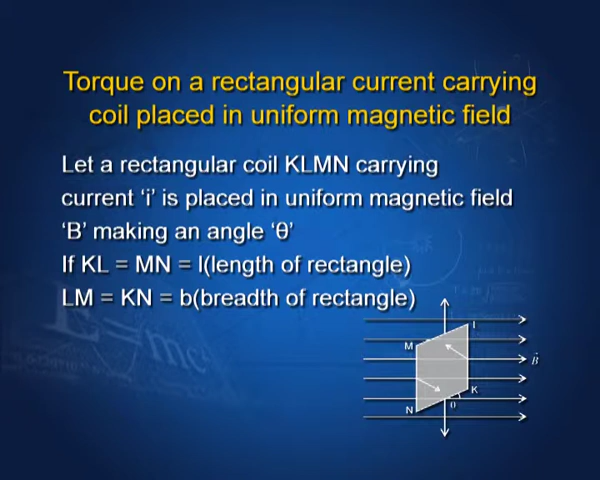 Torque on a rectangular current carrying
coil placed in uniform magnetic field
Let a rectangular coil KLMN carrying
current ‘i’ is placed in uniform magnetic field
‘B’ making an angle ‘θ’
If KL = MN = l(length of rectangle)
LM = KN = b(breadth of rectangle)
l
M
B
K
N
θ
E=mc²